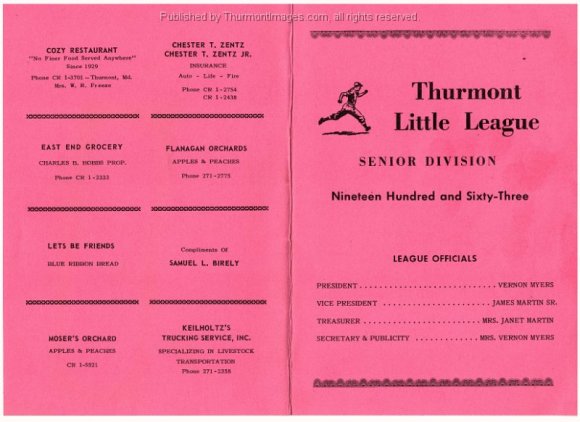 Published by ThurmontImages.com, all rights reserved.
COZY RESTAURANT
"No Finer Food Served Anywhere"
Since 1929
Phone CR 1-3701 — Thurmont, Md.
Mrs. W. R. Freeze
CHESTER T. ZENTZ
CHESTER T. ZENTZ JR.
INSURANCE
Auto - Life - Fire
Phone CR 1-2754
CR 1-2438
EAST END GROCERY
CHARLES B. HOBBS PROP.
Phone CR 1-2333
FLANAGAN ORCHARDS
APPLES & PEACHES
Phone 271-2775
LETS BE FRIENDS
BLUE RIBBON BREAD
Compliments Of
SAMUEL L. BIRELY
MOSER'S ORCHARD
APPLES & PEACHES
CR 1-5921
KEILHOLTZ'S
TRUCKING SERVICE, INC.
SPECIALIZING IN LIVESTOCK
TRANSPORTATION
Phone 271-2358
Thurmont
Little League
SENIOR DIVISION
Nineteen Hundred and Sixty-Three
LEAGUE OFFICIALS
PRESIDENT . . . . . . . . . . . . . . . . . . . . . . . . . . VERNON MYERS
VICE PRESIDENT . . . . . . . . . . . . . . . . . . . . . JAMES MARTIN SR.
TREASURER . . . . . . . . . . . . . . . . . . . . . . MRS. JANET MARTIN
SECRETARY & PUBLICITY . . . . . . . . . . . . . MRS. VERNON MYERS